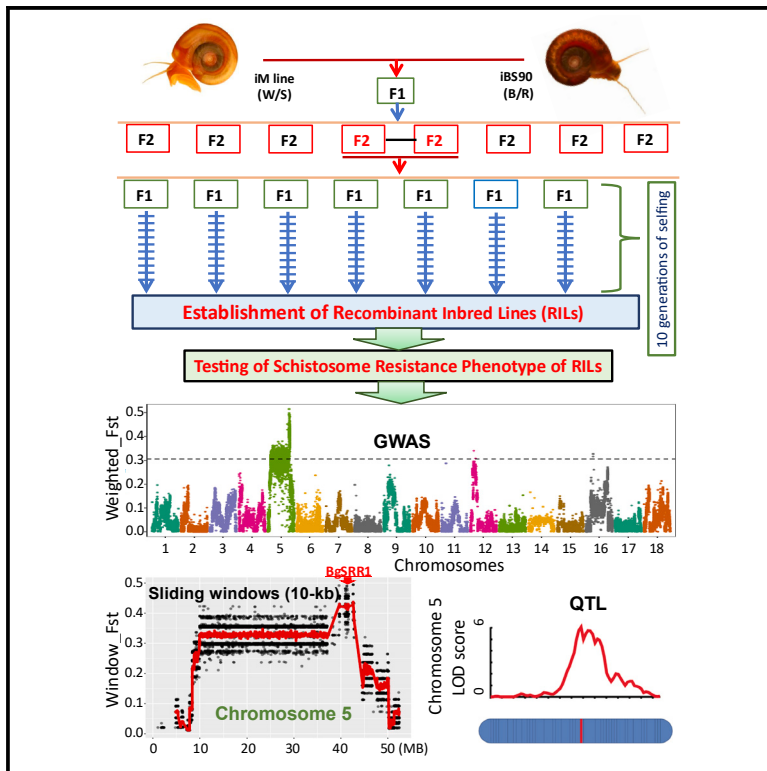 iM line
(W/S)
iBS90
(B/R)
F1
F2 F2 F2 F2 F2 F2 F2 F2
F1 F1 F1 F1 F1 F1 F1
10 generations of selfing
Establishment of Recombinant Inbred Lines (RILs)
Testing of Schistosome Resistance Phenotype of RILs
GWAS
Weighted_Fst
0.5
0.4
0.3
0.2
0.1
0.0
1 2 3 4 5 6 7 8 9 10 11 12 13 14 15 16 17 18
Chromosomes
BgSRR1
Sliding windows (10-kb)
Window_Fst
0.5
0.4
0.3
0.2
0.1
0.0
Chromosome 5
0 10 20 30 40 50 (MB)
QTL
Chromosome 5
LOD score
6
0